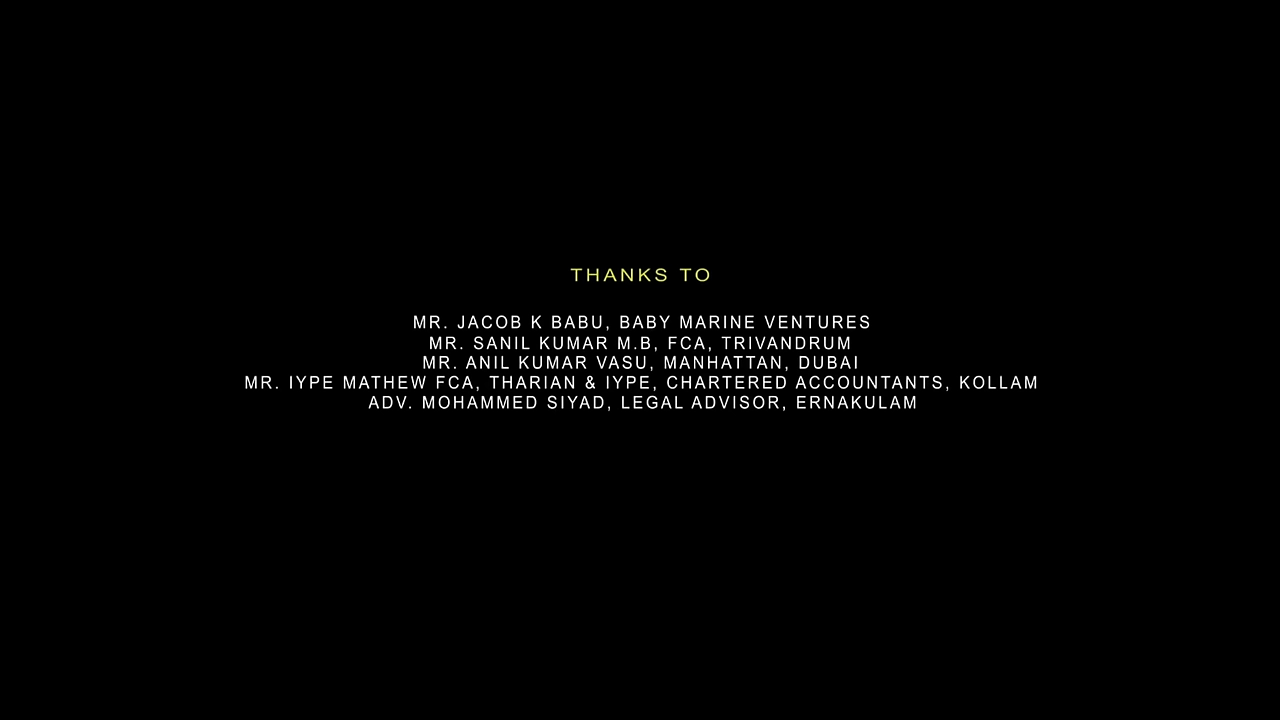 THANKS TO
MR. JACOB K BABU, BABY MARINE VENTURES
MR. SANIL KUMAR M.B, FCA, TRIVANDRUM
MR. ANIL KUMAR VASU, MANHATTAN, DUBAI
MR. IYPE MATHEW FCA, THARIAN & IYPE, CHARTERED ACCOUNTANTS, KOLLAM
ADV. MOHAMMED SIYAD, LEGAL ADVISOR, ERNAKULAM